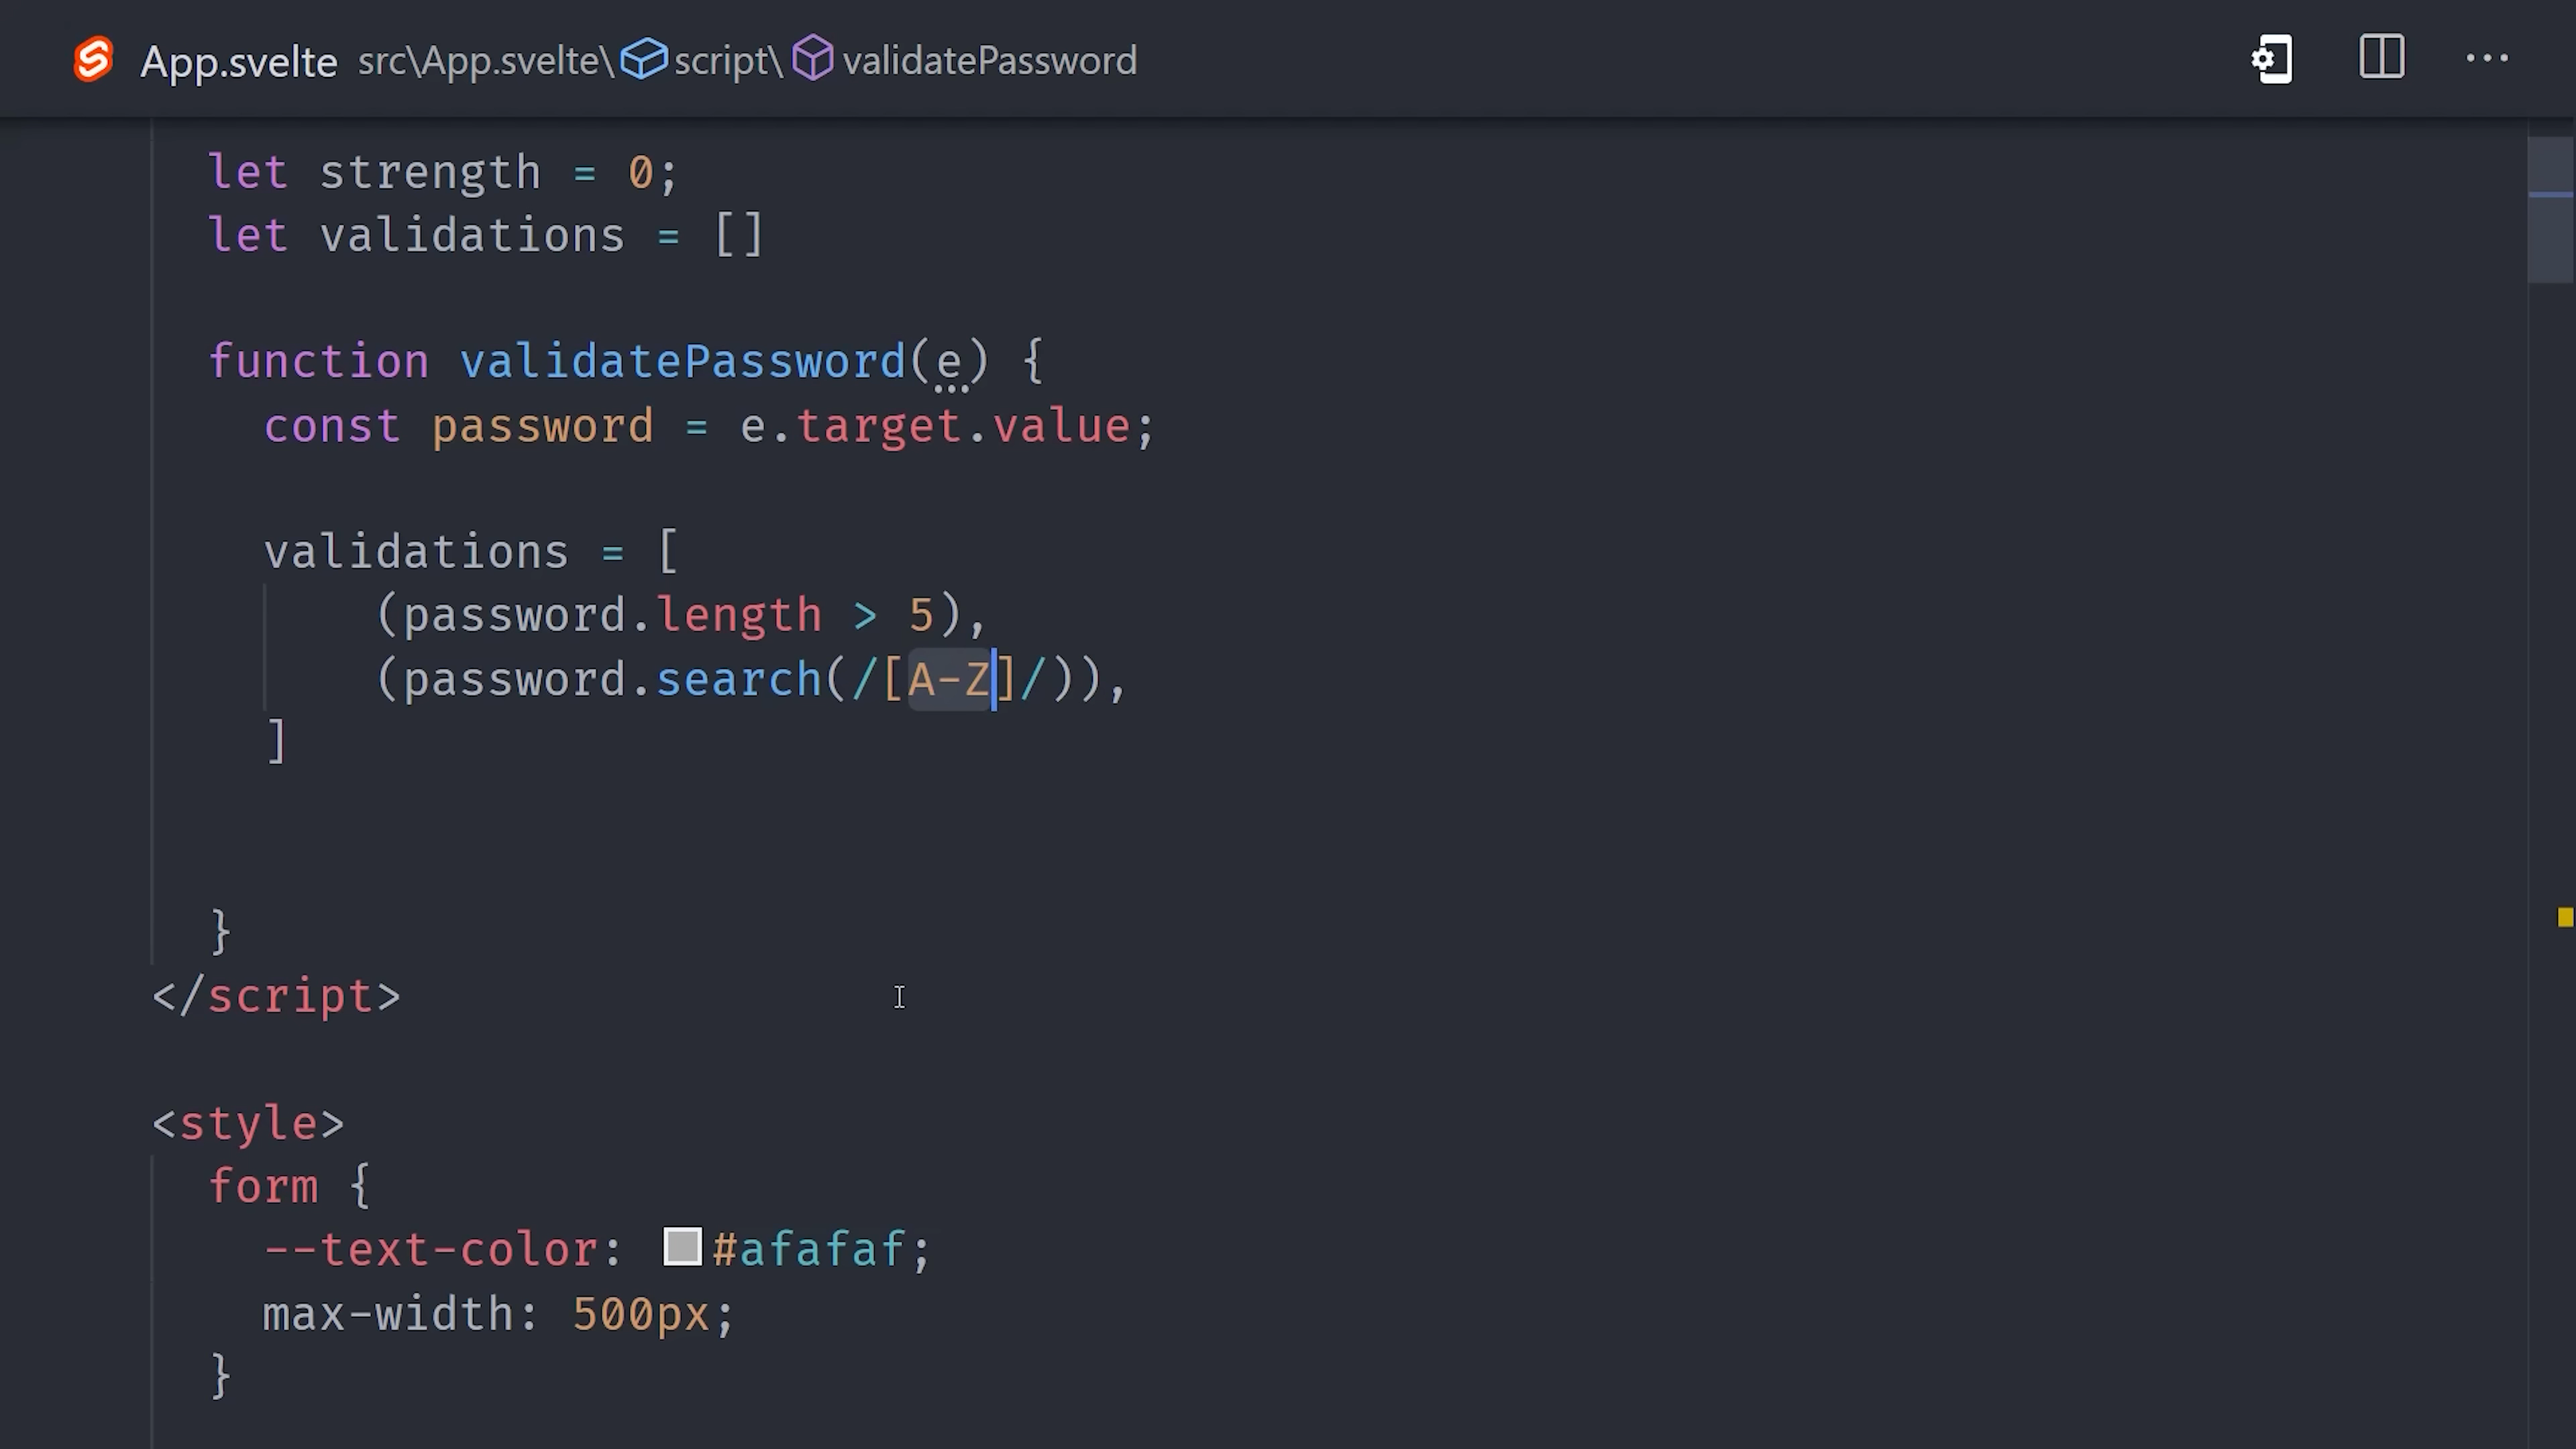 App.svelte src\App.svelte\script\validatePassword
let strength = 0;
let validations = []
function validatePassword(e) {
const password = e.target.value;
validations = [
(password.length > 5),
(password.search(/[A-Z]/)),
]
}
</script>
<style>
form {
--text-color: #afafaf;
max-width: 500px;
}